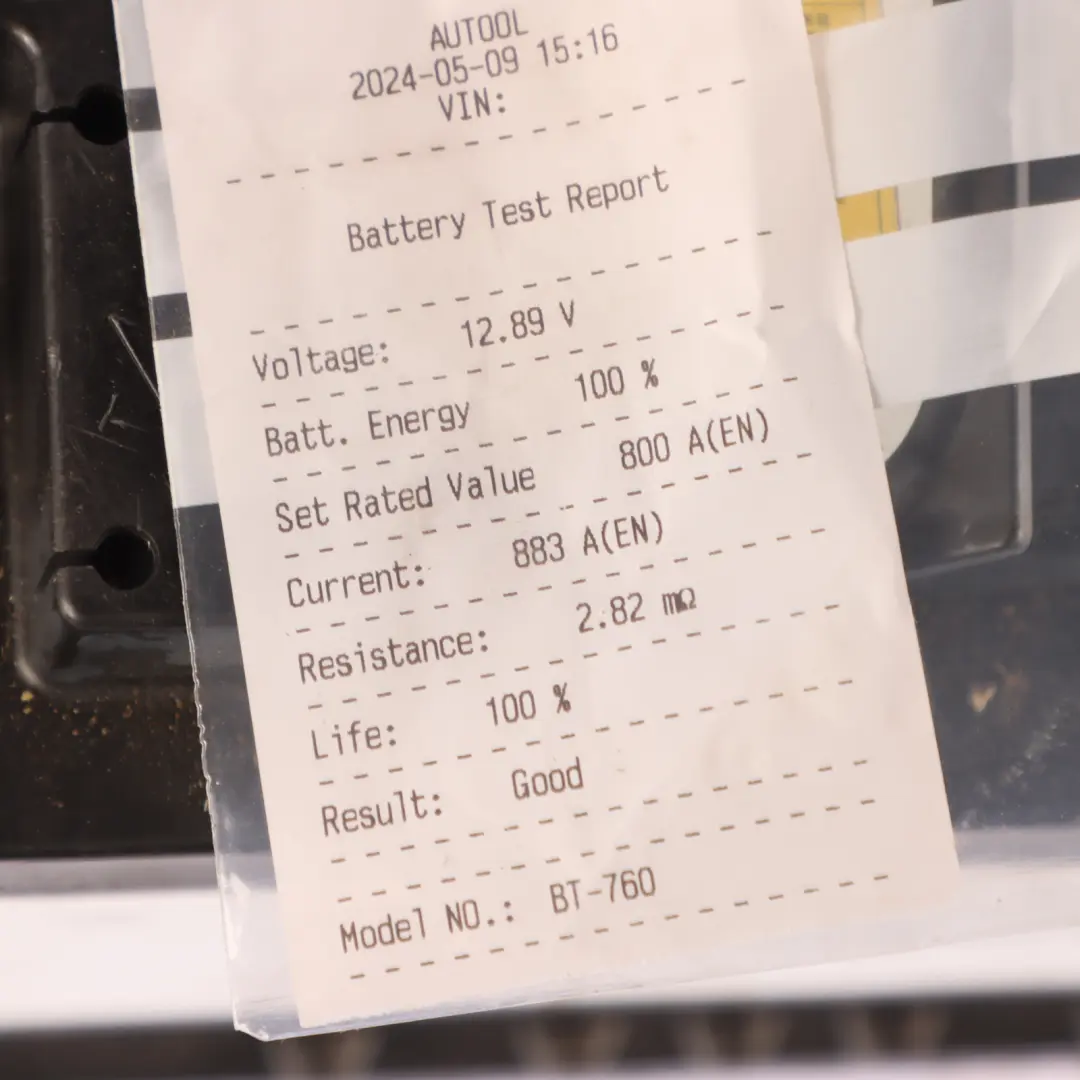 AUTOOL
2024-05-09 15:16
VIN:
Battery Test Report
Voltage: 12.89 V
Batt. Energy 100 %
Set Rated Value 800 A(EN)
Current: 883 A(EN)
Resistance: 2.82 mΩ
Life: 100 %
Result: Good
Model NO.: BT-760